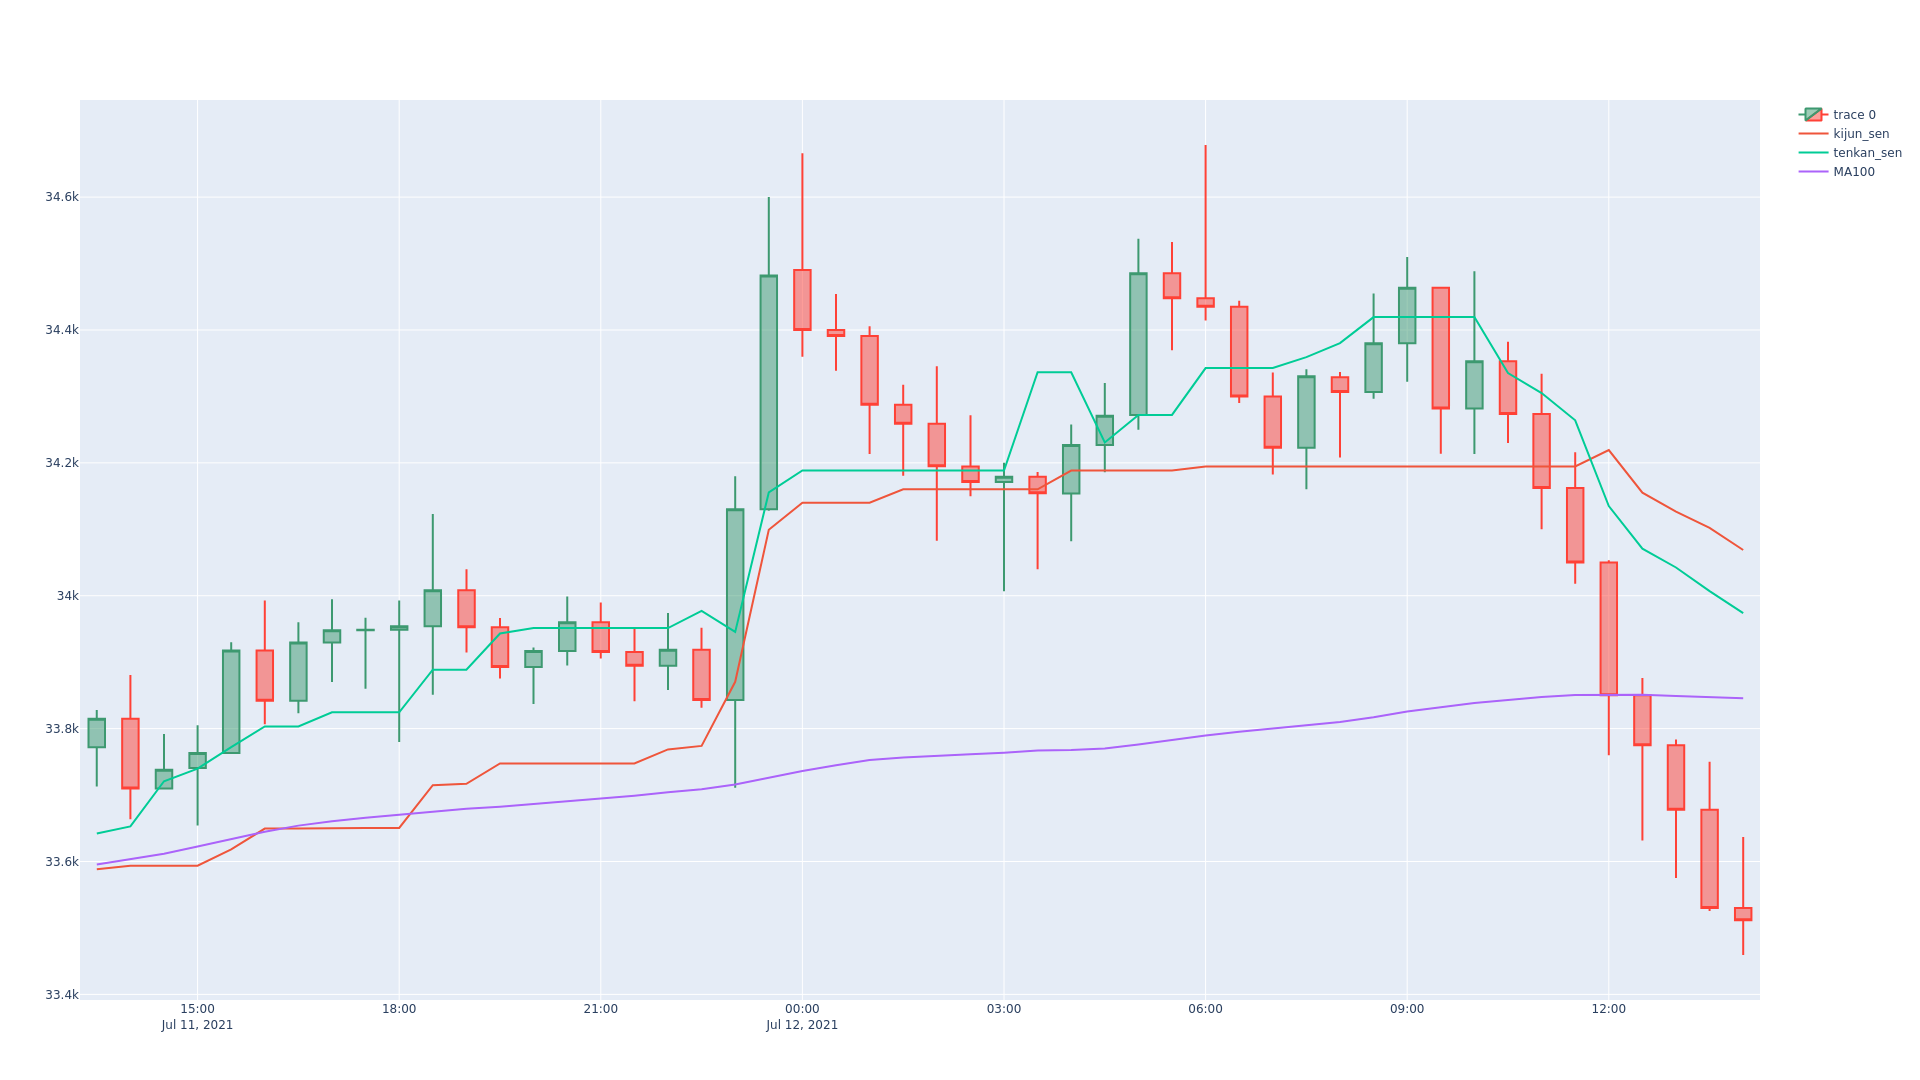 trace 0
kijun_sen
tenkan_sen
MA100
34.6k
34.4k
34.2k
34k
33.8k
33.6k
33.4k
15:00 18:00 21:00 00:00 03:00 06:00 09:00 12:00
Jul 11, 2021 Jul 12, 2021